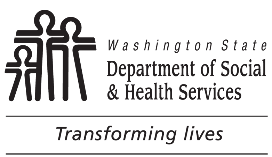 Washington State
Department of Social
& Health Services
Transforming lives